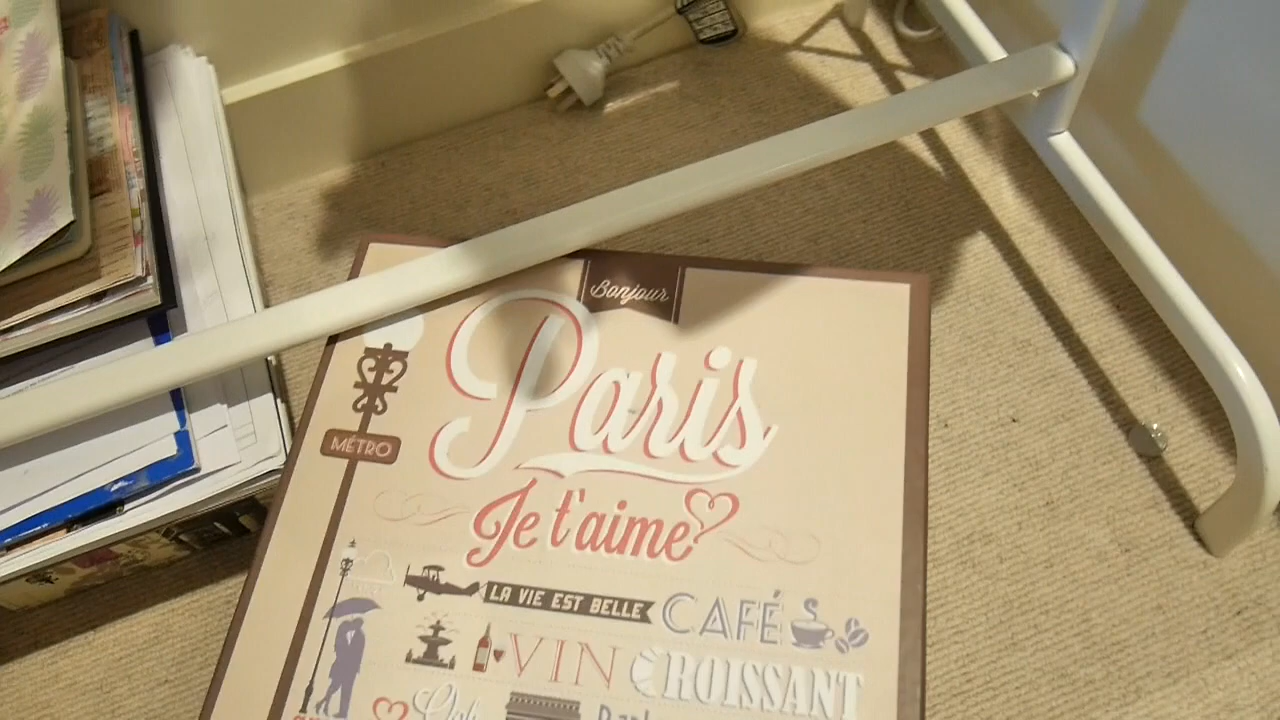 Bonjour
Paris
MÉTRO
Je t'aime
LA VIE EST BELLE CAFÉ
VIN CROISSANT